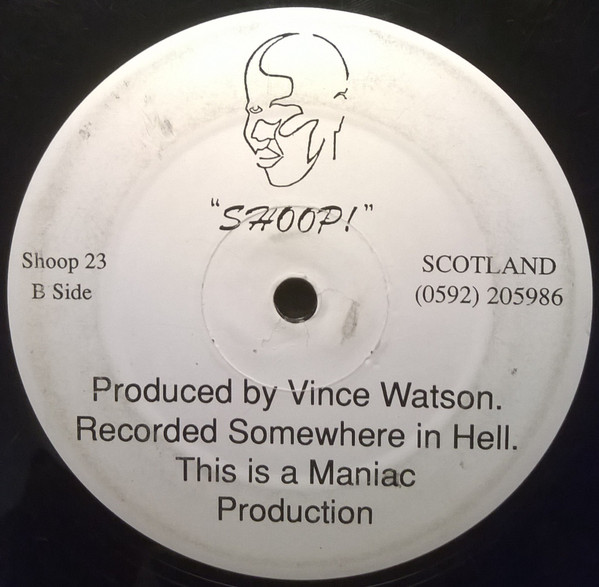 "SHOOP!"
Shoop 23
B Side
SCOTLAND
(0592) 205986
Produced by Vince Watson.
Recorded Somewhere in Hell.
This is a Maniac
Production